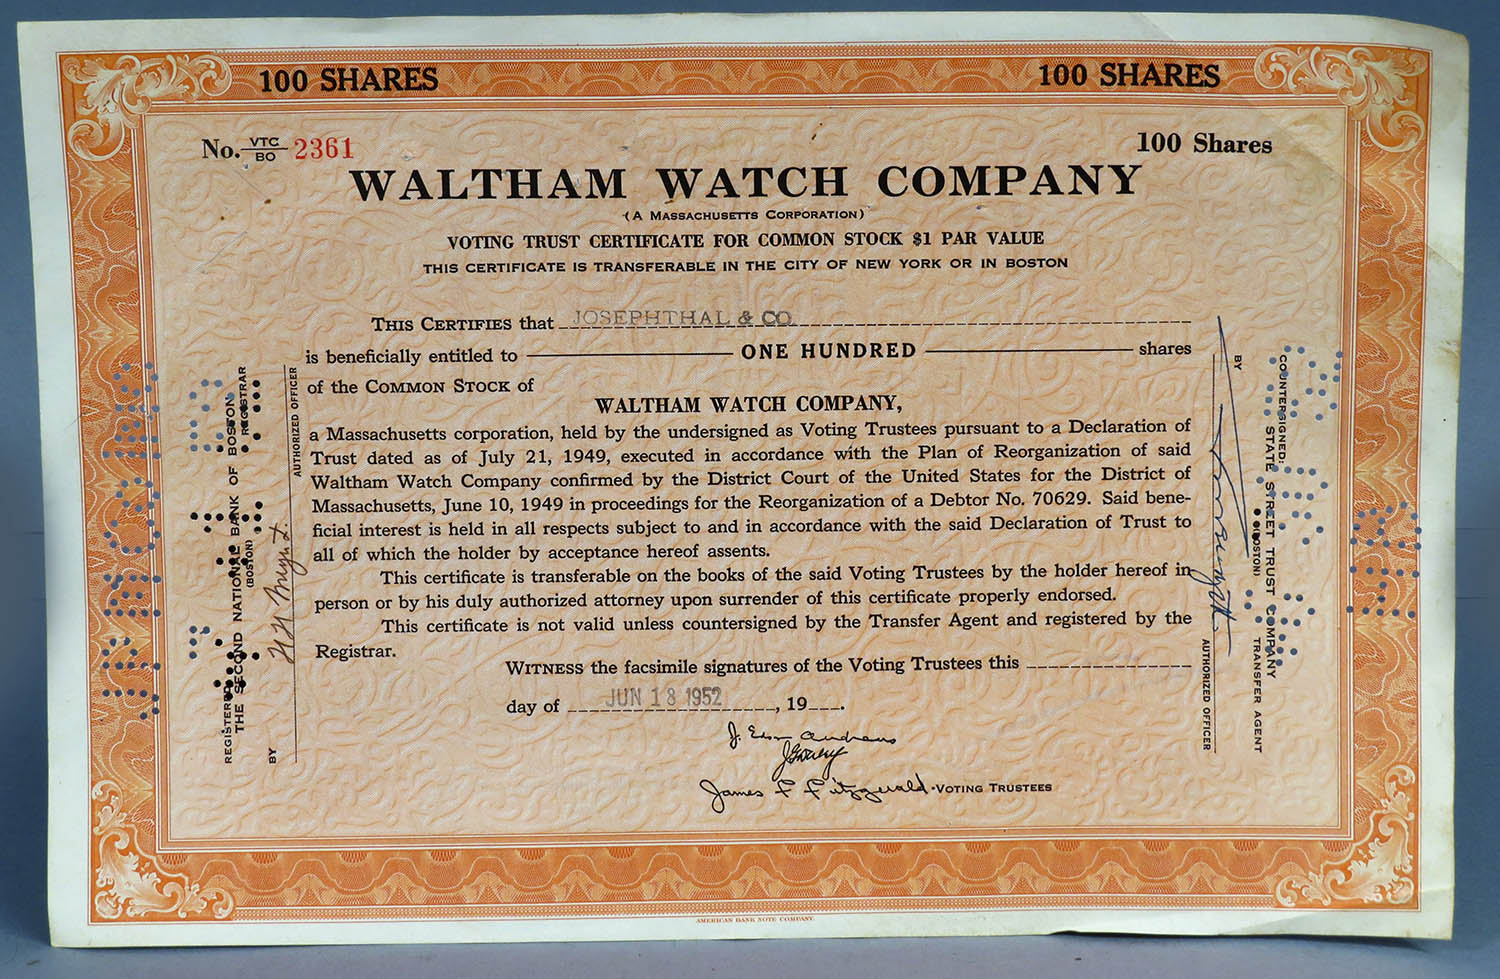 100 SHARES 100 SHARES
No. VTC/BO 2361 100 Shares
WALTHAM WATCH COMPANY
(A MASSACHUSETTS CORPORATION)
VOTING TRUST CERTIFICATE FOR COMMON STOCK $1 PAR VALUE
THIS CERTIFICATE IS TRANSFERABLE IN THE CITY OF NEW YORK OR IN BOSTON
THIS CERTIFIES that JOSEPHTHAL & CO
is beneficially entitled to ONE HUNDRED shares
of the COMMON STOCK of
WALTHAM WATCH COMPANY,
a Massachusetts corporation, held by the undersigned as Voting Trustees pursuant to a Declaration of
Trust dated as of July 21, 1949, executed in accordance with the Plan of Reorganization of said
Waltham Watch Company confirmed by the District Court of the United States for the District of
Massachusetts, June 10, 1949 in proceedings for the Reorganization of a Debtor No. 70629. Said bene-
ficial interest is held in all respects subject to and in accordance with the said Declaration of Trust to
all of which the holder by acceptance hereof assents.
This certificate is transferable on the books of the said Voting Trustees by the holder hereof in
person or by his duly authorized attorney upon surrender of this certificate properly endorsed.
This certificate is not valid unless countersigned by the Transfer Agent and registered by the
Registrar.
WITNESS the facsimile signatures of the Voting Trustees this
day of JUN 18 1952, 19
James F Fitzgerald VOTING TRUSTEES
REGISTERED
THE SECOND NATIONAL BANK OF BOSTON
(BOSTON) REGISTRAR
BY
AUTHORIZED OFFICER
COUNTERSIGNED:
STATE STREET TRUST COMPANY
(BOSTON) TRANSFER AGENT
BY
AUTHORIZED OFFICER
AMERICAN BANK NOTE COMPANY